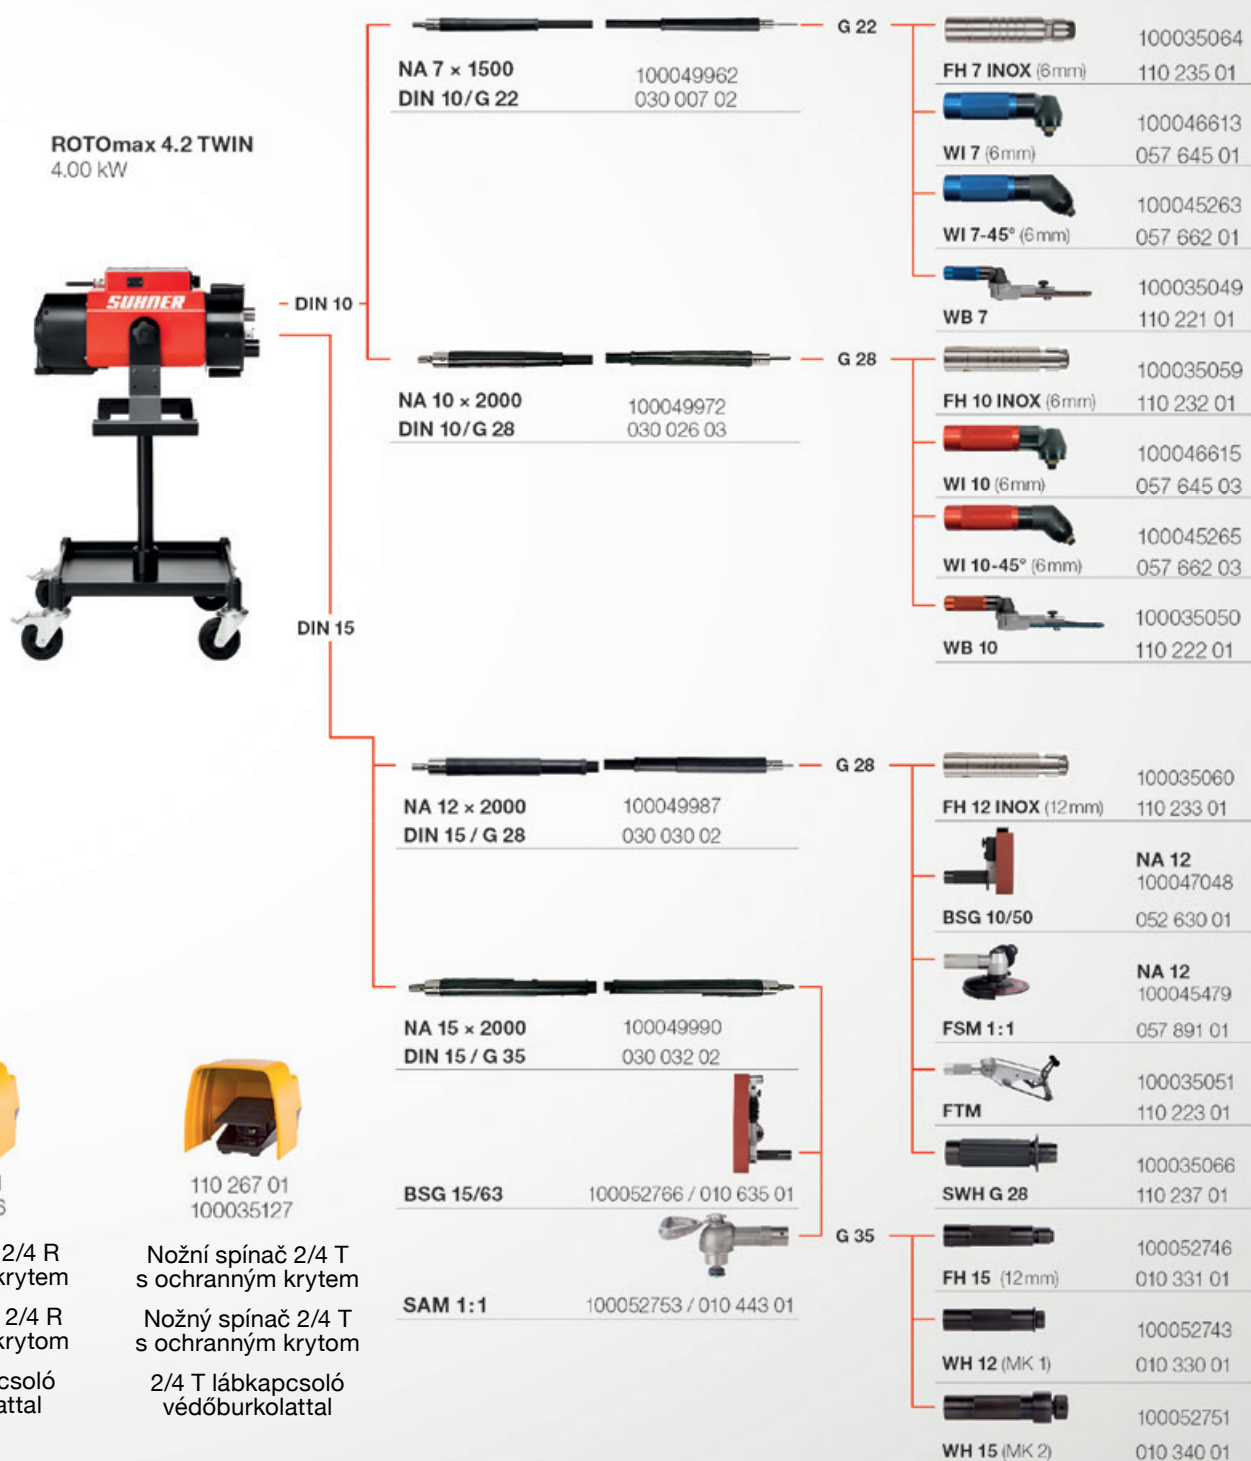 ROTOmax 4.2 TWIN
4.00 kW
SUHNER
DIN 10
DIN 15
NA 7 × 1500 100049962
DIN 10/G 22 030 007 02
G 22
FH 7 INOX (6mm) 100035064
110 235 01
WI 7 (6mm) 100046613
057 645 01
WI 7-45° (6mm) 100045263
057 662 01
WB 7 100035049
110 221 01
NA 10 × 2000 100049972
DIN 10/G 28 030 026 03
G 28
FH 10 INOX (6mm) 100035059
110 232 01
WI 10 (6mm) 100046615
057 645 03
WI 10-45° (6mm) 100045265
057 662 03
WB 10 100035050
110 222 01
NA 12 × 2000 100049987
DIN 15 / G 28 030 030 02
G 28
FH 12 INOX (12mm) 100035060
110 233 01
NA 12
100047048
BSG 10/50 052 630 01
NA 12
100045479
FSM 1:1 057 891 01
100035051
FTM 110 223 01
100035066
SWH G 28 110 237 01
NA 15 × 2000 100049990
DIN 15 / G 35 030 032 02
BSG 15/63 100052766 / 010 635 01
SAM 1:1 100052753 / 010 443 01
G 35
100052746
FH 15 (12mm) 010 331 01
100052743
WH 12 (MK 1) 010 330 01
100052751
WH 15 (MK 2) 010 340 01
2/4 R
krytem
2/4 R
krytom
110 267 01
100035127
Nožní spínač 2/4 T
s ochranným krytem
Nožný spínač 2/4 T
s ochranným krytom
2/4 T lábkapcsoló
védőburkolattal